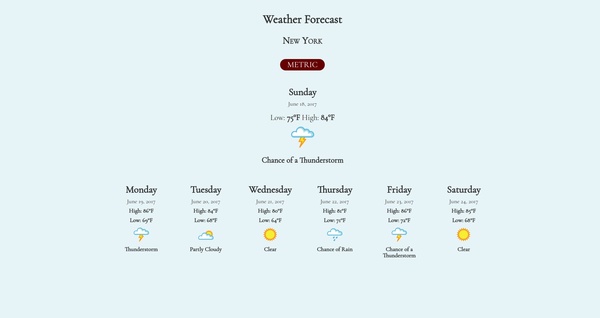 Weather Forecast
New York
METRIC
Sunday
June 18, 2017
Low: 75°F High: 84°F
Chance of a Thunderstorm
Monday
June 19, 2017
High: 86°F
Low: 69°F
Thunderstorm
Tuesday
June 20, 2017
High: 84°F
Low: 68°F
Partly Cloudy
Wednesday
June 21, 2017
High: 80°F
Low: 64°F
Clear
Thursday
June 22, 2017
High: 81°F
Low: 71°F
Chance of Rain
Friday
June 23, 2017
High: 86°F
Low: 72°F
Chance of a
Thunderstorm
Saturday
June 24, 2017
High: 85°F
Low: 68°F
Clear